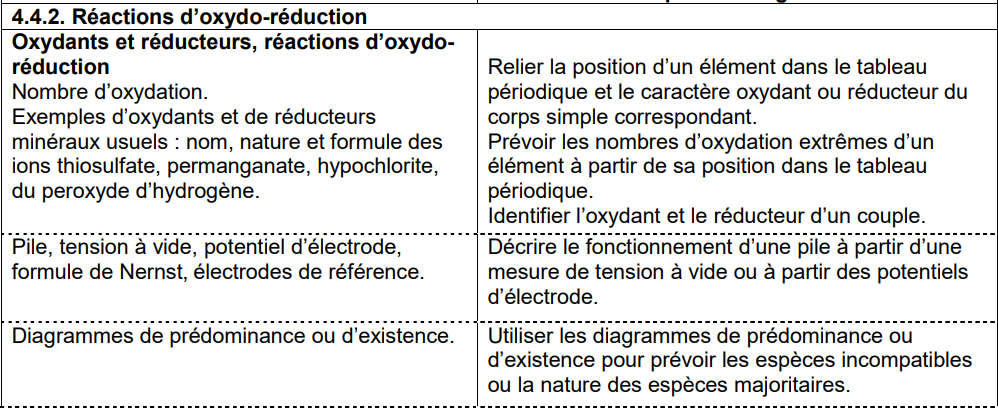 4.4.2. Réactions d’oxydo-réduction
Oxydants et réducteurs, réactions d’oxydo-
réduction
Nombre d’oxydation.
Exemples d’oxydants et de réducteurs
minéraux usuels : nom, nature et formule des
ions thiosulfate, permanganate, hypochlorite,
du peroxyde d’hydrogène.
Relier la position d’un élément dans le tableau
périodique et le caractère oxydant ou réducteur du
corps simple correspondant.
Prévoir les nombres d’oxydation extrêmes d’un
élément à partir de sa position dans le tableau
périodique.
Identifier l’oxydant et le réducteur d’un couple.
Pile, tension à vide, potentiel d’électrode,
formule de Nernst, électrodes de référence.
Décrire le fonctionnement d’une pile à partir d’une
mesure de tension à vide ou à partir des potentiels
d’électrode.
Diagrammes de prédominance ou d’existence.
Utiliser les diagrammes de prédominance ou
d’existence pour prévoir les espèces incompatibles
ou la nature des espèces majoritaires.